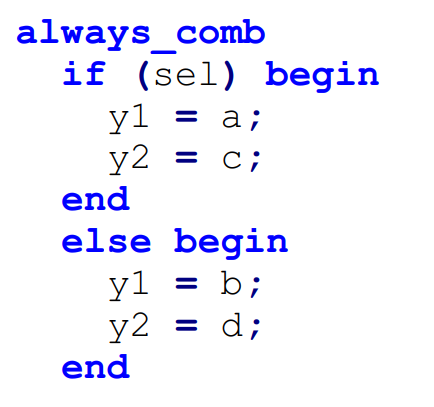 always_comb
  if (sel) begin
    y1 = a;
    y2 = c;
  end
  else begin
    y1 = b;
    y2 = d;
  end